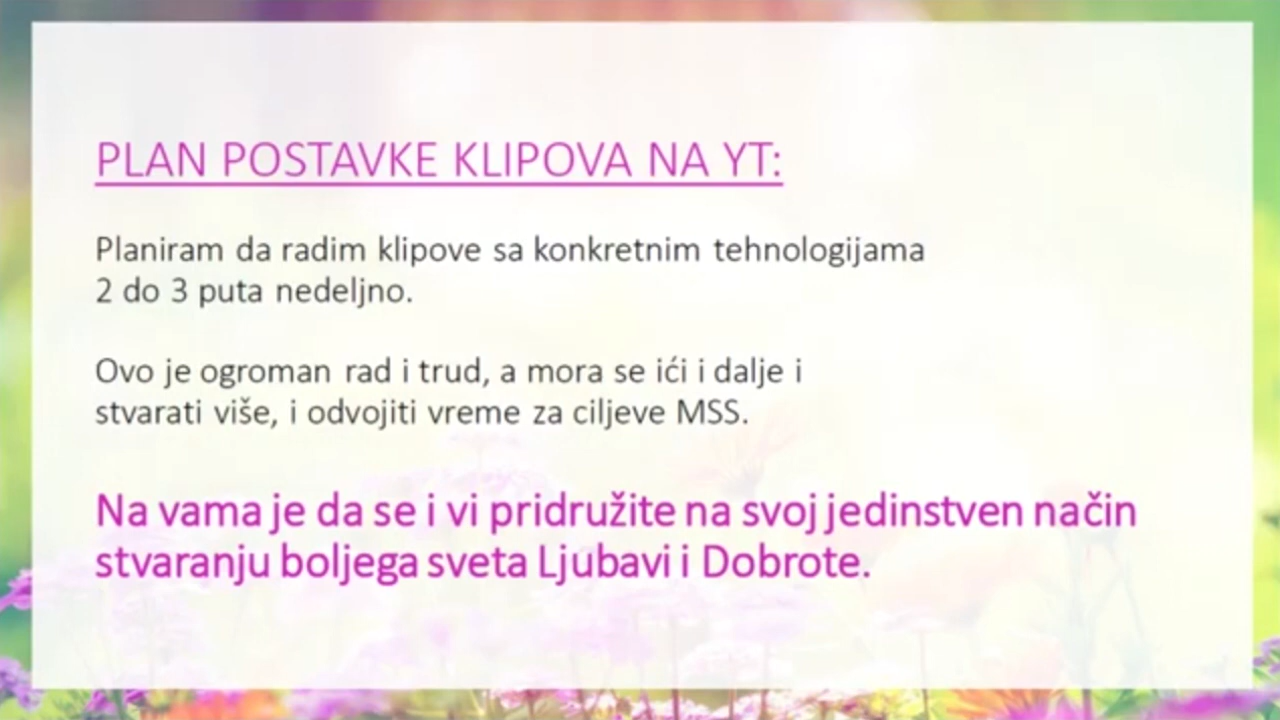 PLAN POSTAVKE KLIPOVA NA YT:
Planiram da radim klipove sa konkretnim tehnologijama
2 do 3 puta nedeljno.
Ovo je ogroman rad i trud, a mora se ići i dalje i
stvarati više, i odvojiti vreme za ciljeve MSS.
Na vama je da se i vi pridružite na svoj jedinstven način
stvaranju boljega sveta Ljubavi i Dobrote.